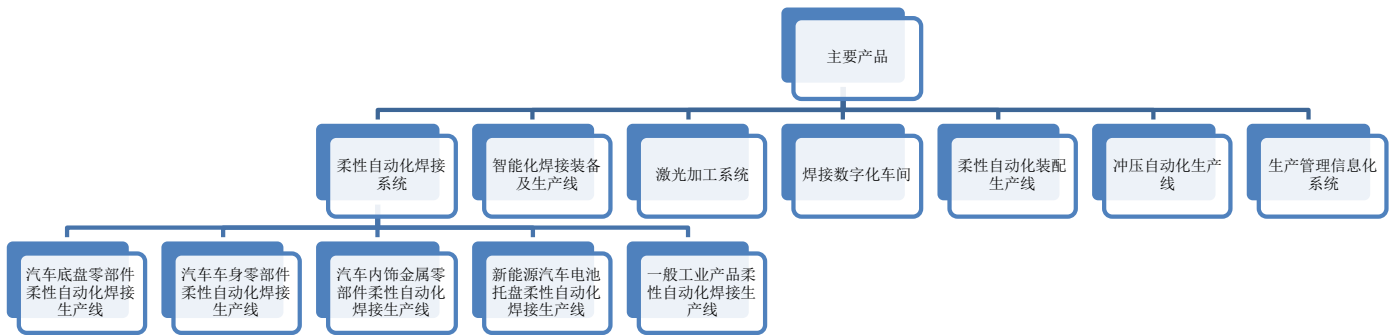 主要产品
柔性自动化焊接
系统
智能化焊接装备
及生产线
激光加工系统
焊接数字化车间
柔性自动化装配
生产线
冲压自动化生产
线
生产管理信息化
系统
汽车底盘零部件
柔性自动化焊接
生产线
汽车车身零部件
柔性自动化焊接
生产线
汽车内饰金属零
部件柔性自动化
焊接生产线
新能源汽车电池
托盘柔性自动化
焊接生产线
一般工业产品柔
性自动化焊接生
产线